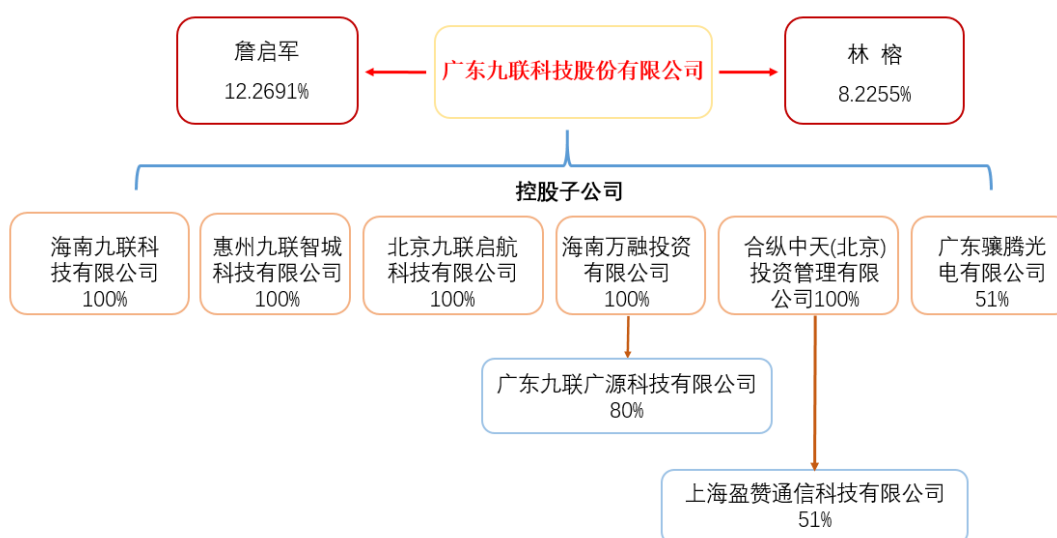 詹启军
12.2691%
广东九联科技股份有限公司
林 榕
8.2255%
控股子公司
海南九联科
技有限公司
100%
惠州九联智城
科技有限公司
100%
北京九联启航
科技有限公司
100%
海南万融投资
有限公司
100%
合纵中天(北京)
投资管理有限
公司100%
广东骧腾光
电有限公司
51%
广东九联广源科技有限公司
80%
上海盈赞通信科技有限公司
51%